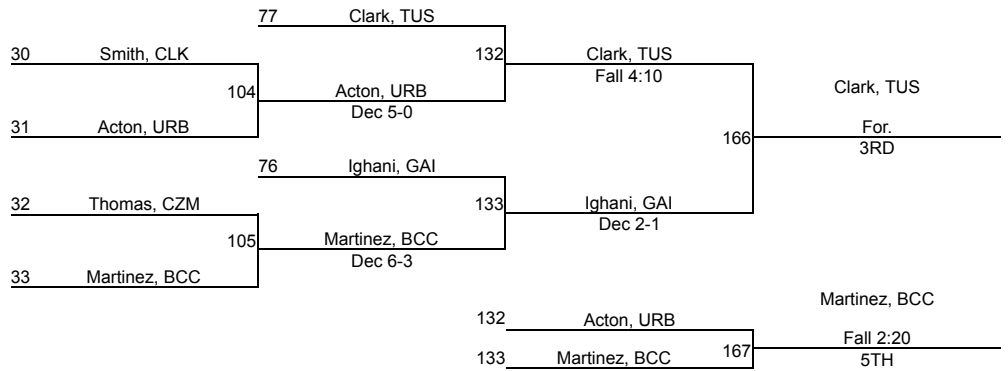 77 Clark, TUS
30 Smith, CLK
132 Clark, TUS
Fall 4:10
Clark, TUS
104 Acton, URB
Dec 5-0
31 Acton, URB
For.
166
3RD
76 Ighani, GAI
32 Thomas, CZM
133 Ighani, GAI
Dec 2-1
105 Martinez, BCC
Dec 6-3
33 Martinez, BCC
Martinez, BCC
132 Acton, URB
Fall 2:20
167
5TH
133 Martinez, BCC